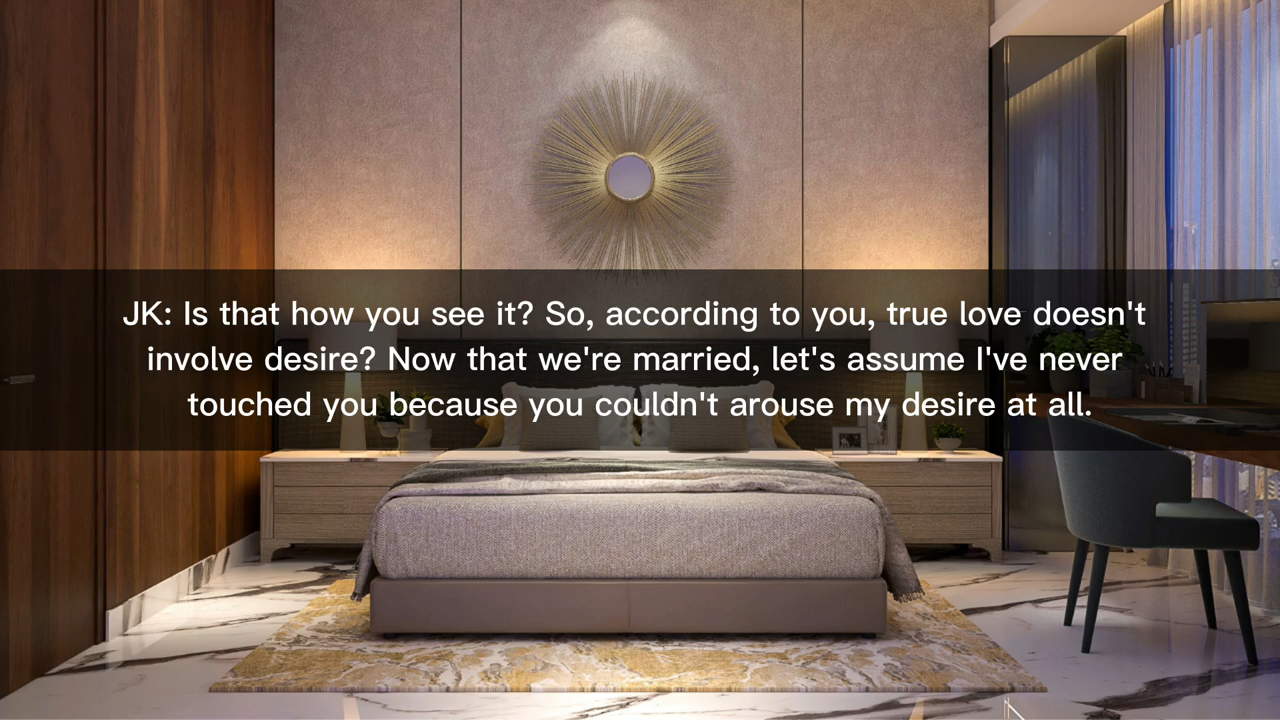 JK: Is that how you see it? So, according to you, true love doesn't
involve desire? Now that we're married, let's assume I've never
touched you because you couldn't arouse my desire at all.